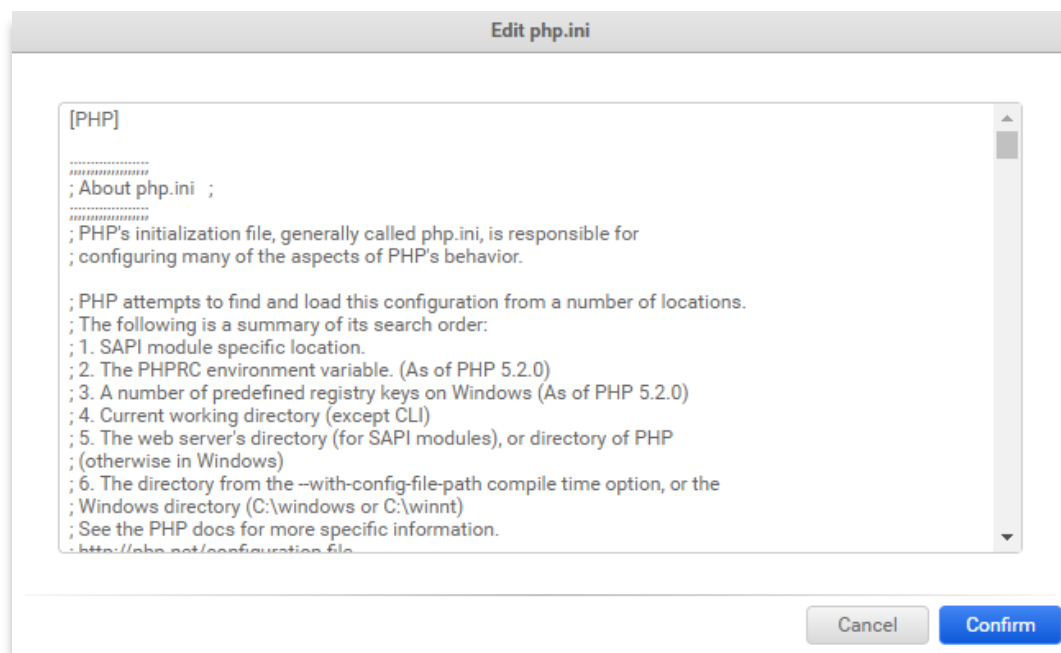 Edit php.ini
[PHP]
;;;;;;;;;;;;;;;;;;;
; About php.ini   ;
;;;;;;;;;;;;;;;;;;;
; PHP's initialization file, generally called php.ini, is responsible for
; configuring many of the aspects of PHP's behavior.
; PHP attempts to find and load this configuration from a number of locations.
; The following is a summary of its search order:
; 1. SAPI module specific location.
; 2. The PHPRC environment variable. (As of PHP 5.2.0)
; 3. A number of predefined registry keys on Windows (As of PHP 5.2.0)
; 4. Current working directory (except CLI)
; 5. The web server's directory (for SAPI modules), or directory of PHP
; (otherwise in Windows)
; 6. The directory from the --with-config-file-path compile time option, or the
; Windows directory (C:\windows or C:\winnt)
; See the PHP docs for more specific information.
; http://php.net/configuration.file
Cancel
Confirm